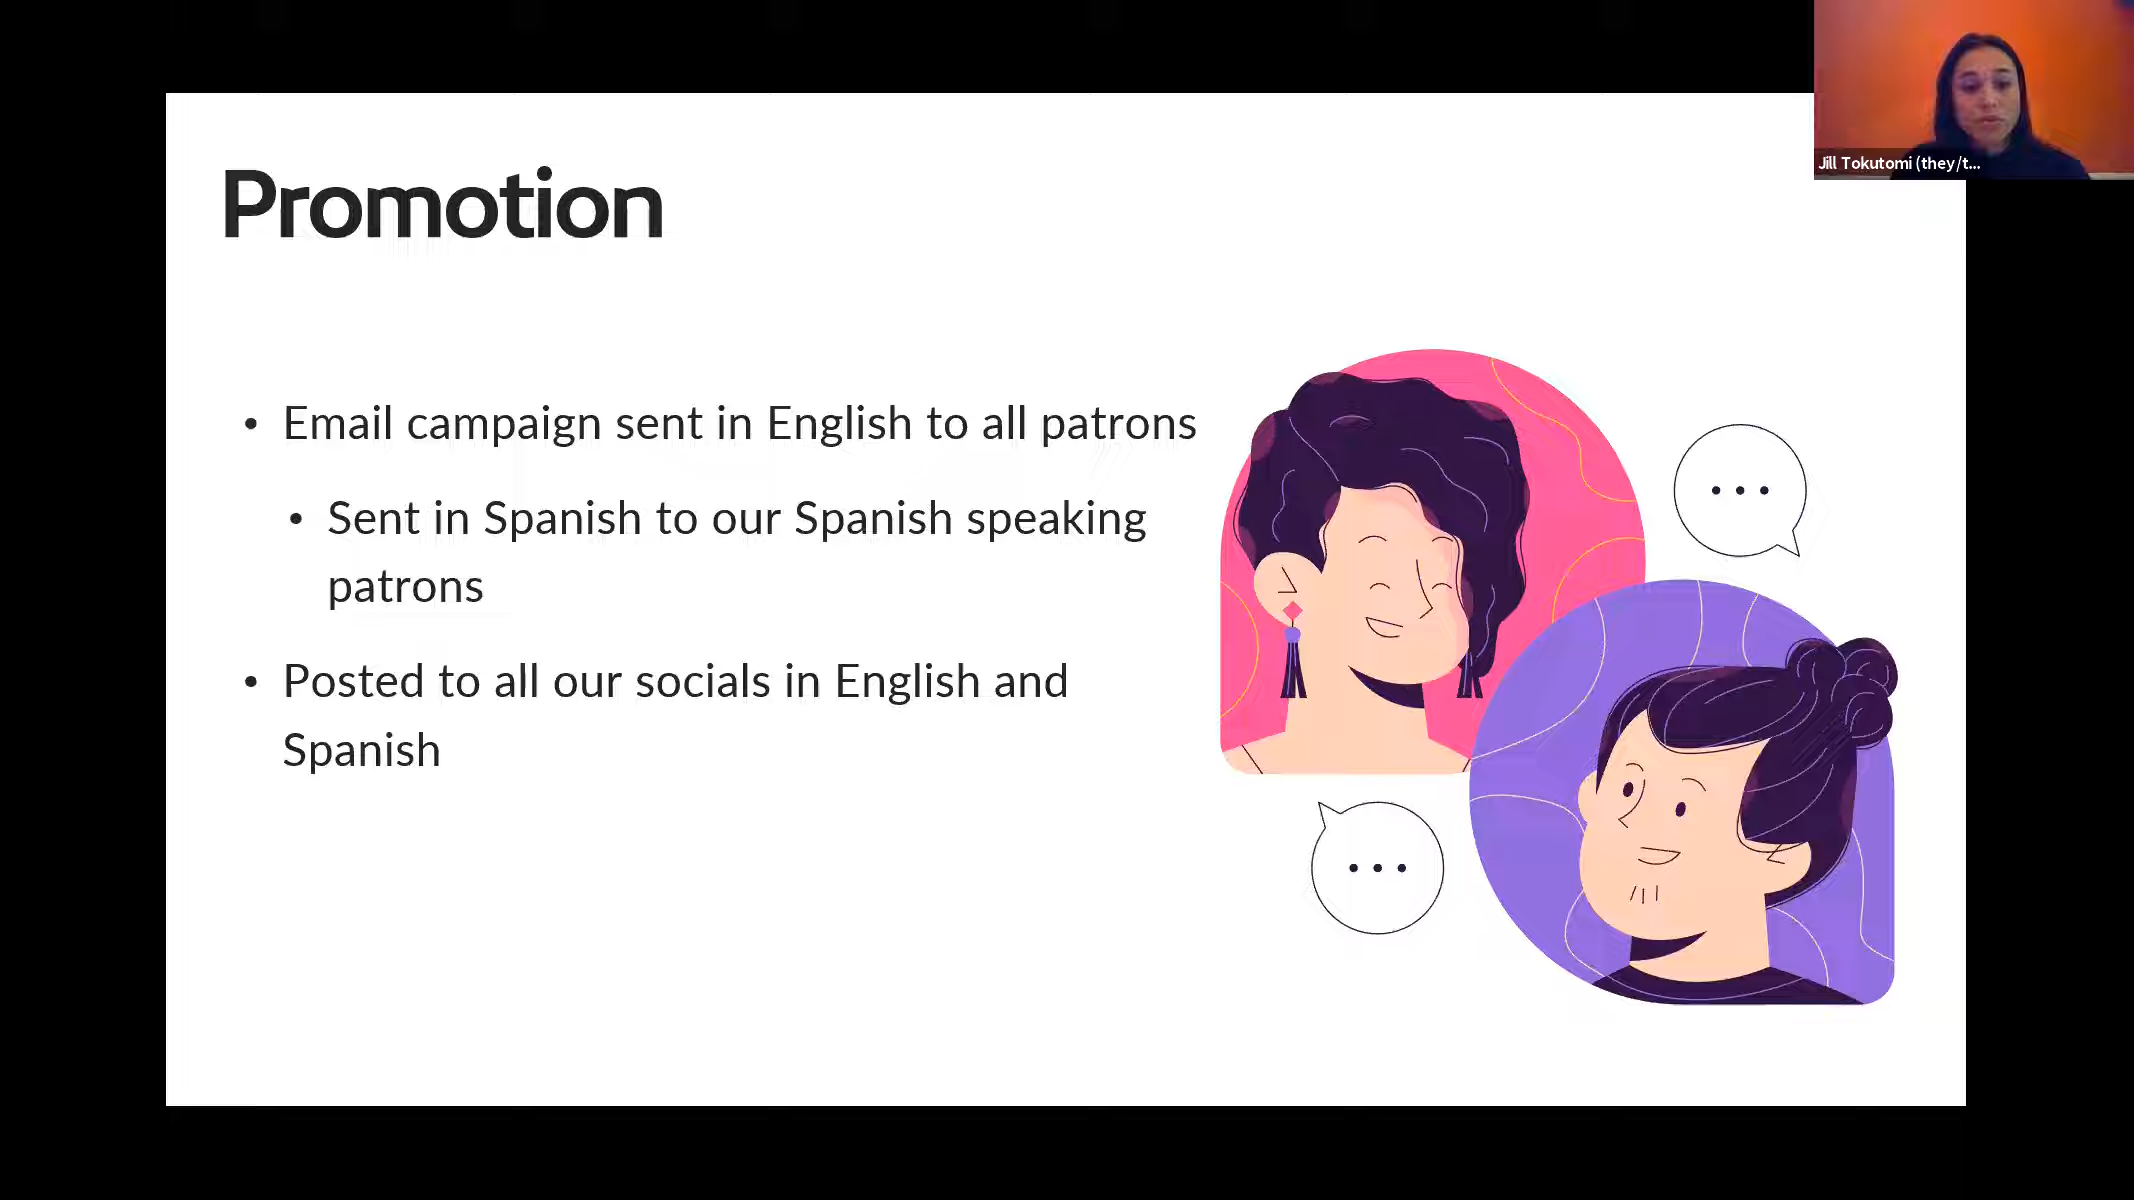 Promotion
• Email campaign sent in English to all patrons
• Sent in Spanish to our Spanish speaking
patrons
• Posted to all our socials in English and
Spanish
Jill Tokutomi (they/t...